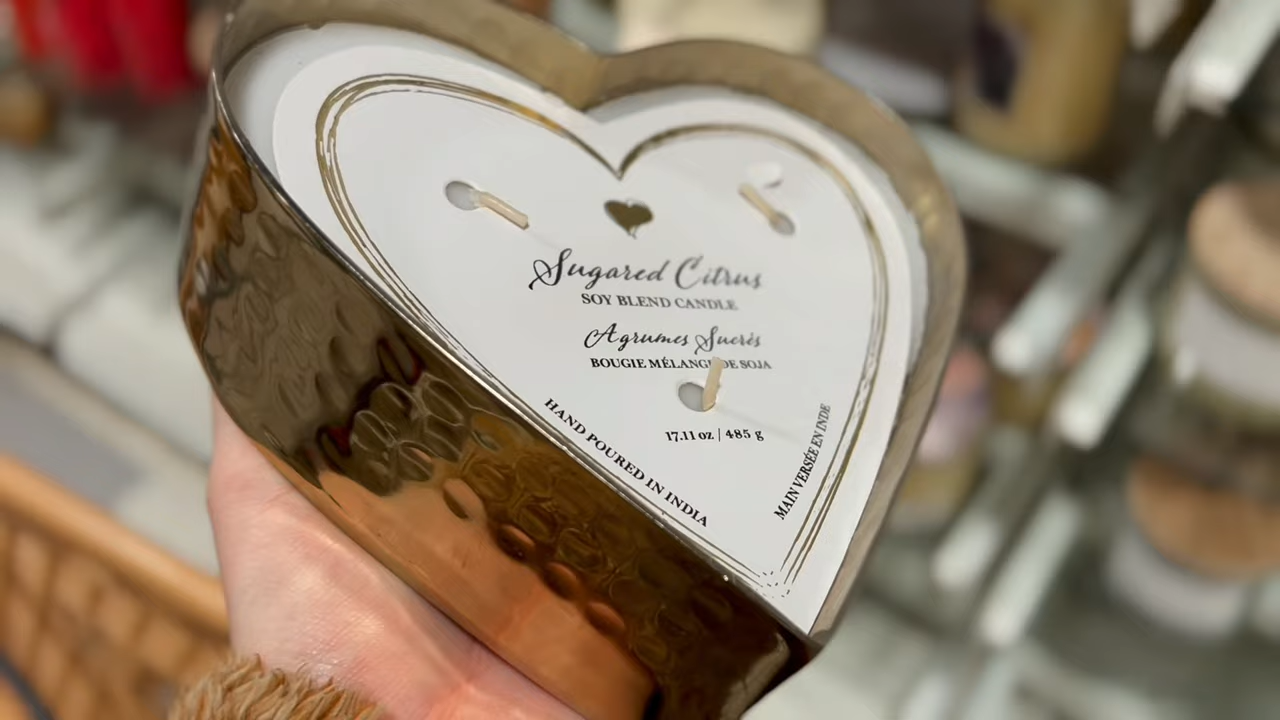 Sugared Citrus
SOY BLEND CANDLE
Agrumes Sucrès
BOUGIE MÉLANGE DE SOJA
17.11 oz | 485 g
HAND POURED IN INDIA
MAIN VERSÉE EN INDE